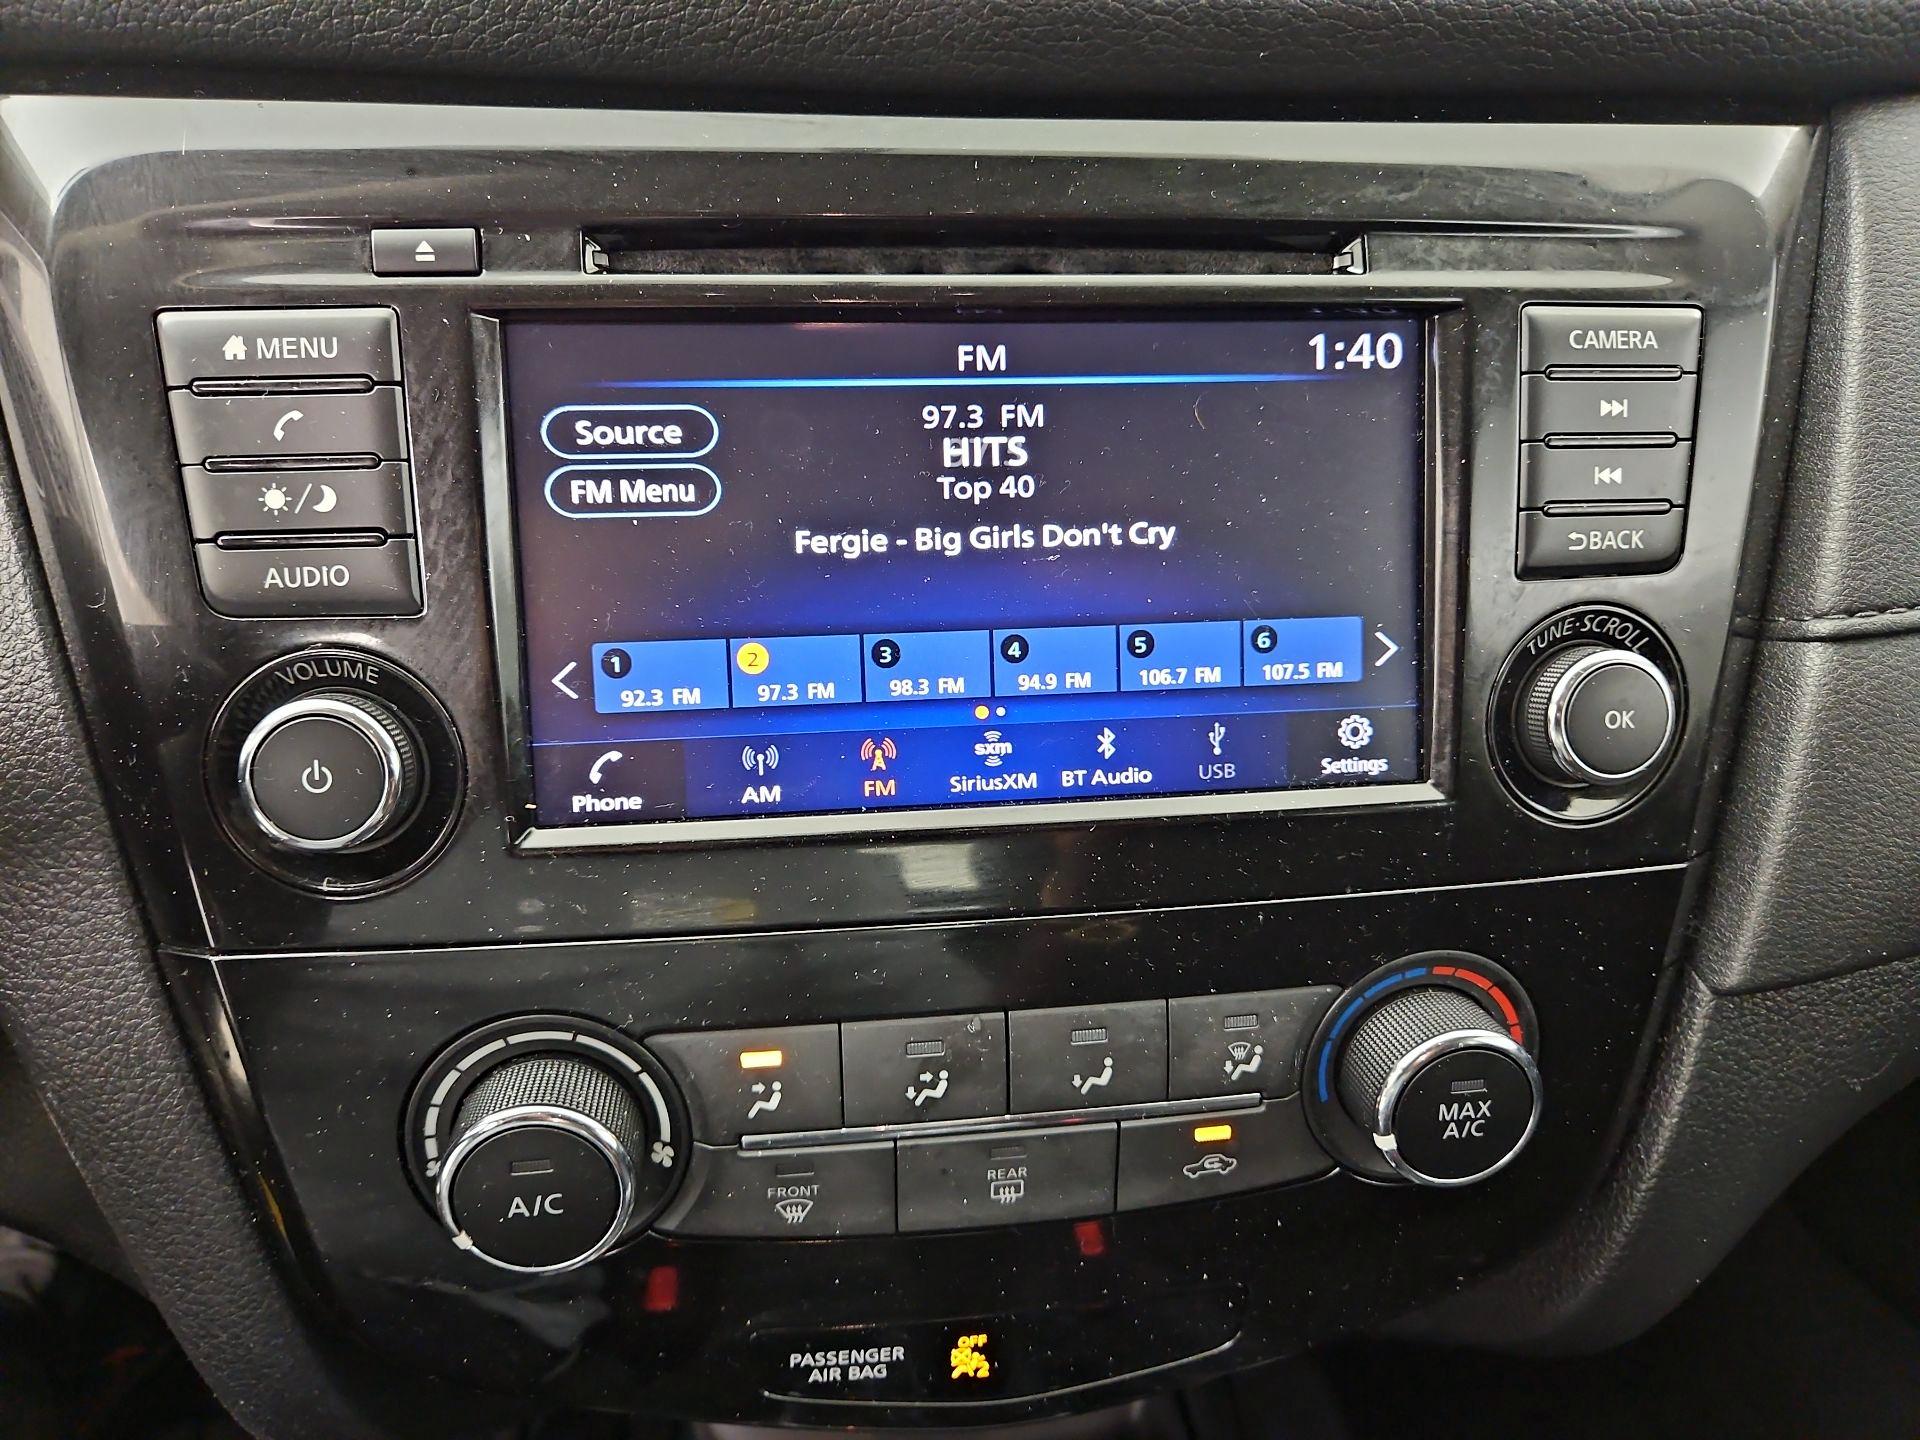 MENU
AUDIO
VOLUME
FM
1:40
Source
FM Menu
97.3 FM
HITS
Top 40
Fergie - Big Girls Don't Cry
1
92.3 FM
2
97.3 FM
3
98.3 FM
4
94.9 FM
5
106.7 FM
6
107.5 FM
Phone
AM
FM
sxm
SiriusXM
BT Audio
USB
Settings
CAMERA
BACK
TUNE·SCROLL
OK
A/C
FRONT
REAR
MAX
A/C
PASSENGER
AIR BAG
OFF
2